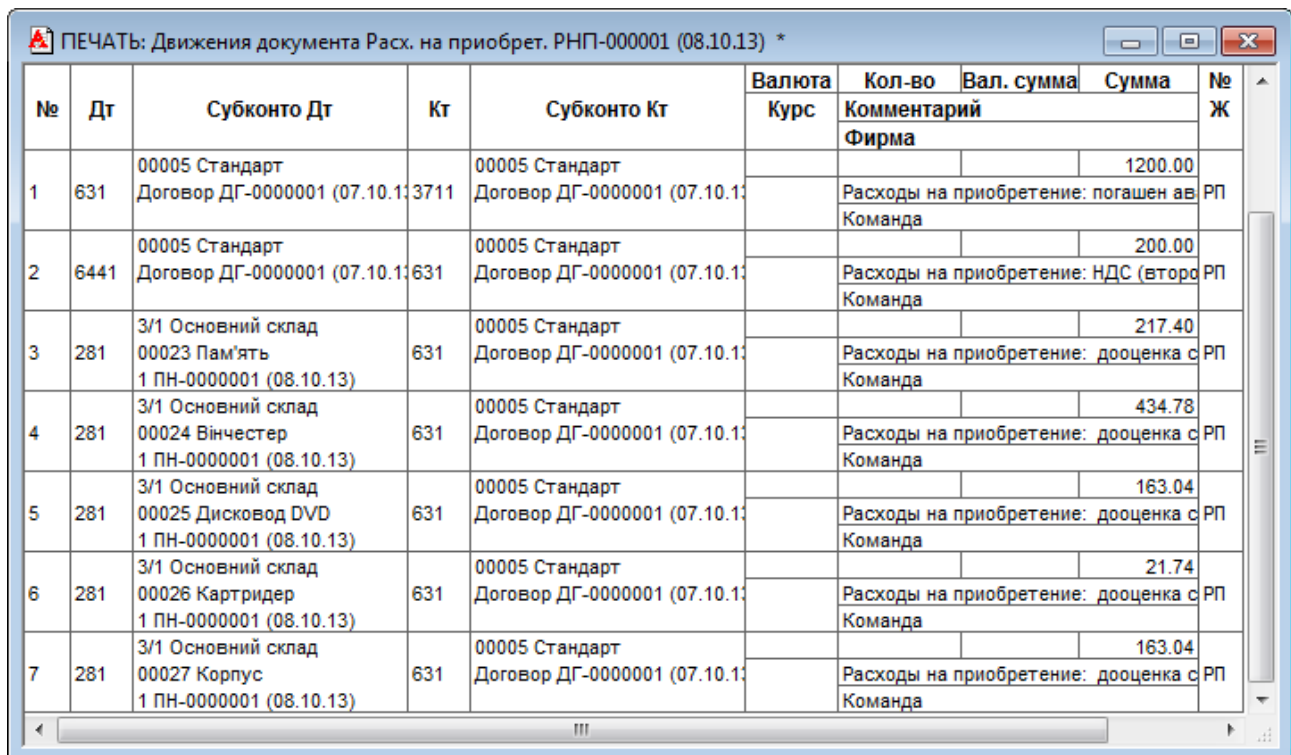 ПЕЧАТЬ: Движения документа Расх. на приобрет. РНП-000001 (08.10.13) *
№ Дт Субконто Дт Кт Субконто Кт Валюта Кол-во Вал. сумма Сумма № 
Курс Комментарий Ж
Фирма
00005 Стандарт 00005 Стандарт 1200.00
1 631 Договор ДГ-0000001 (07.10.13 3711 Договор ДГ-0000001 (07.10.13 Расходы на приобретение: погашен ав РП
Команда
00005 Стандарт 00005 Стандарт 200.00
2 6441 Договор ДГ-0000001 (07.10.13 631 Договор ДГ-0000001 (07.10.13 Расходы на приобретение: НДС (второ РП
Команда
3/1 Основний склад 00005 Стандарт 217.40
3 281 00023 Пам'ять 631 Договор ДГ-0000001 (07.10.13 Расходы на приобретение: дооценка с РП
1 ПН-0000001 (08.10.13) Команда
3/1 Основний склад 00005 Стандарт 434.78
4 281 00024 Вінчестер 631 Договор ДГ-0000001 (07.10.13 Расходы на приобретение: дооценка с РП
1 ПН-0000001 (08.10.13) Команда
3/1 Основний склад 00005 Стандарт 163.04
5 281 00025 Дисковод DVD 631 Договор ДГ-0000001 (07.10.13 Расходы на приобретение: дооценка с РП
1 ПН-0000001 (08.10.13) Команда
3/1 Основний склад 00005 Стандарт 21.74
6 281 00026 Картридер 631 Договор ДГ-0000001 (07.10.13 Расходы на приобретение: дооценка с РП
1 ПН-0000001 (08.10.13) Команда
3/1 Основний склад 00005 Стандарт 163.04
7 281 00027 Корпус 631 Договор ДГ-0000001 (07.10.13 Расходы на приобретение: дооценка с РП
1 ПН-0000001 (08.10.13) Команда